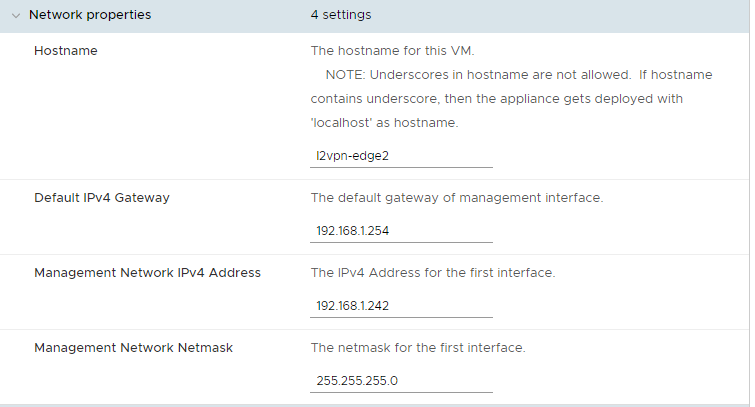 Network properties
4 settings
Hostname
The hostname for this VM.
NOTE: Underscores in hostname are not allowed. If hostname
contains underscore, then the appliance gets deployed with
'localhost' as hostname.
l2vpn-edge2
Default IPv4 Gateway
The default gateway of management interface.
192.168.1.254
Management Network IPv4 Address
The IPv4 Address for the first interface.
192.168.1.242
Management Network Netmask
The netmask for the first interface.
255.255.255.0